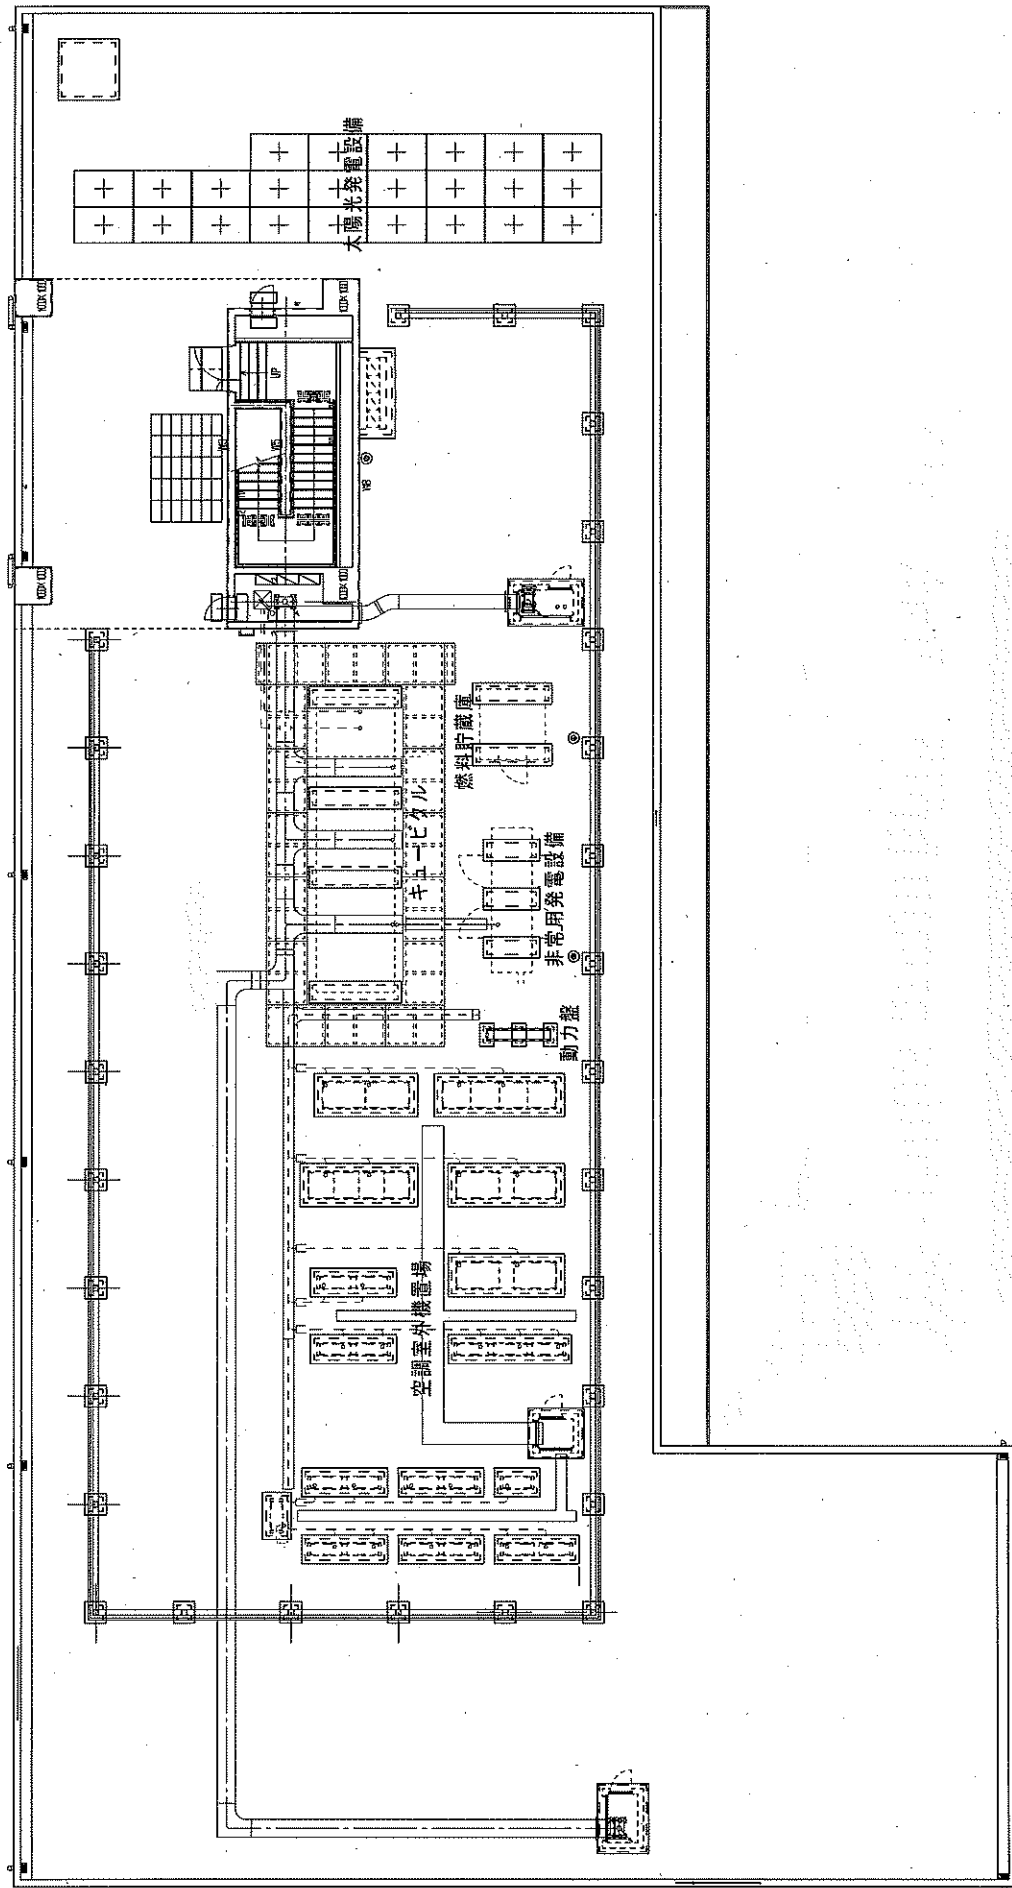 太陽光発電設備
UP
燃料貯蔵庫
キュービクル
非常用発電設備
動力盤
空調室外機置場